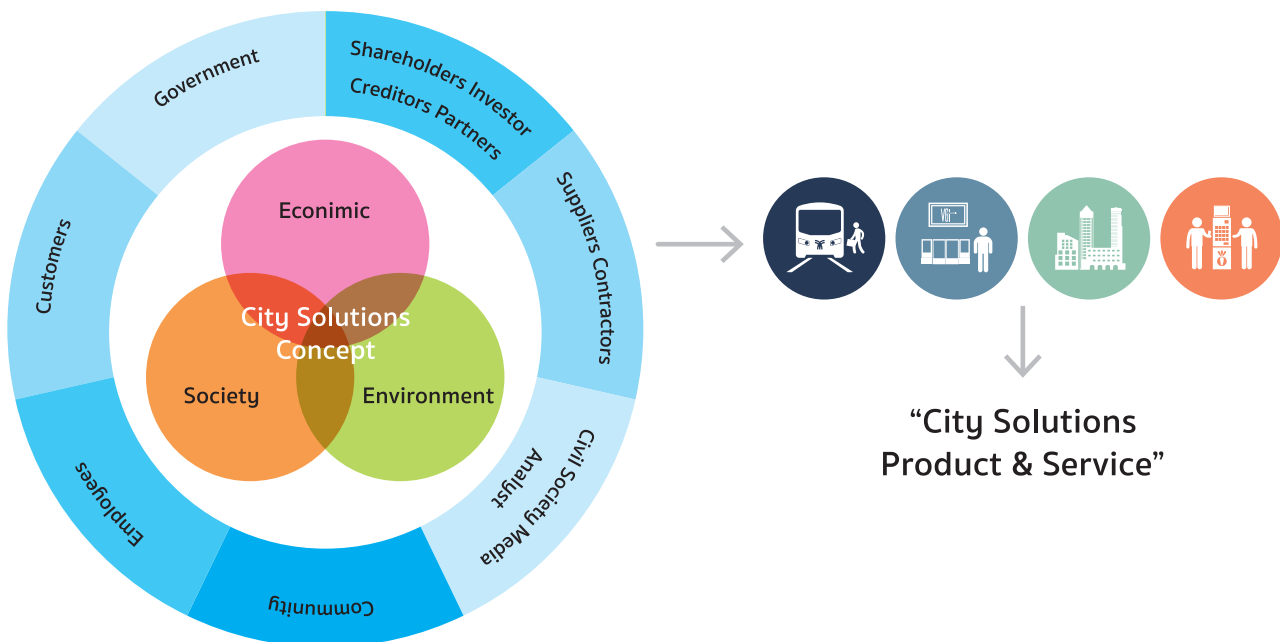 Government
Shareholders Investor
Creditors Partners
Suppliers Contractors
Civil Society Media
Analyst
Community
Employees
Customers
Econimic
City Solutions
Concept
Society
Environment
VGI
“City Solutions
Product & Service”